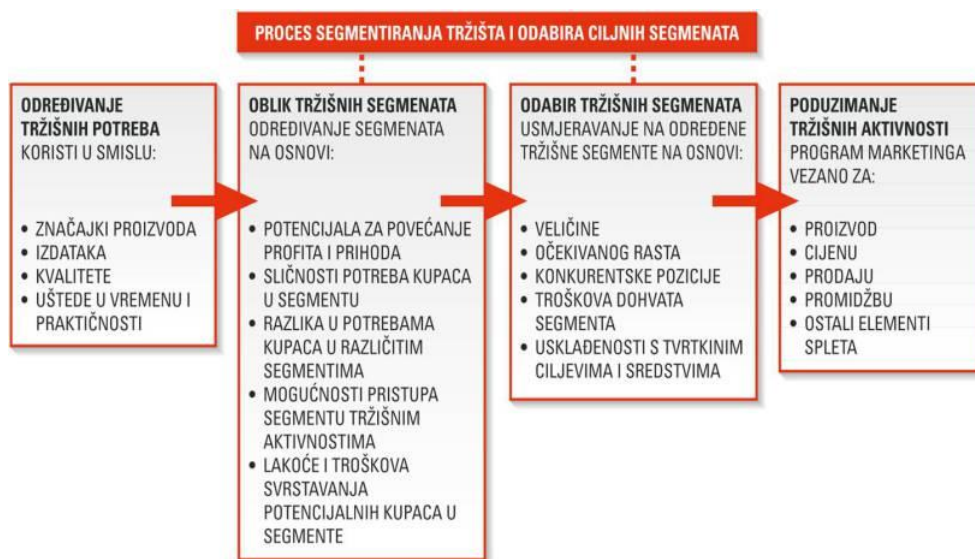 PROCES SEGMENTIRANJA TRŽIŠTA I ODABIRA CILJNIH SEGMENATA
ODREĐIVANJE
TRŽIŠNIH POTREBA
KORISTI U SMISLU:
• ZNAČAJKI PROIZVODA
• IZDATAKA
• KVALITETE
• UŠTEDE U VREMENU I
PRAKTIČNOSTI
OBLIK TRŽIŠNIH SEGMENATA
ODREĐIVANJE SEGMENATA
NA OSNOVI:
• POTENCIJALA ZA POVEĆANJE
PROFITA I PRIHODA
• SLIČNOSTI POTREBA KUPACA
U SEGMENTU
• RAZLIKA U POTREBAMA
KUPACA U RAZLIČITIM
SEGMENTIMA
• MOGUĆNOSTI PRISTUPA
SEGMENTU TRŽIŠNIM
AKTIVNOSTIMA
• LAKOĆE I TROŠKOVA
SVRSTAVANJA
POTENCIJALNIH KUPACA U
SEGMENTE
ODABIR TRŽIŠNIH SEGMENATA
USMJERAVANJE NA ODREĐENE
TRŽIŠNE SEGMENTE NA OSNOVI:
• VELIČINE
• OČEKIVANOG RASTA
• KONKURENTSKE POZICIJE
• TROŠKOVA DOHVATA
SEGMENTA
• USKLAĐENOSTI S TVRTKINIM
CILJEVIMA I SREDSTVIMA
PODUZIMANJE
TRŽIŠNIH AKTIVNOSTI
PROGRAM MARKETINGA
VEZANO ZA:
• PROIZVOD
• CIJENU
• PRODAJU
• PROMIDŽBU
• OSTALI ELEMENTI
SPLETA